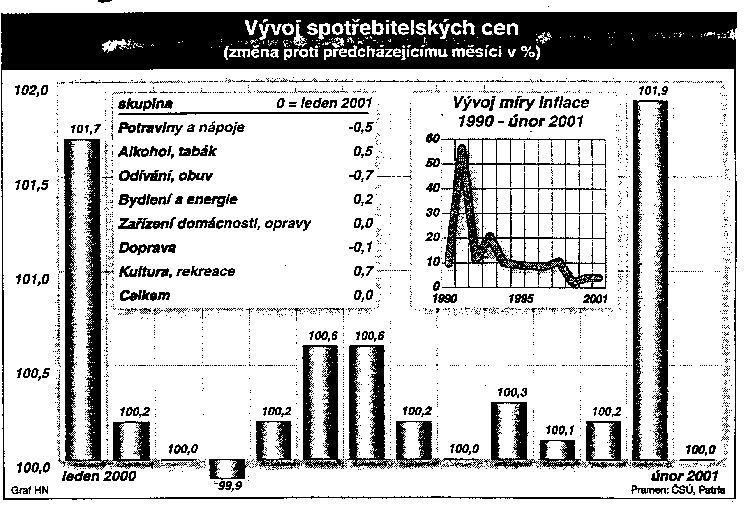 Vývoj spotřebitelských cen
(změna proti předcházejícímu měsíci v %)
102,0
101,5
101,0
100,5
100,0
skupina 0 = leden 2001
Potraviny a nápoje -0,5
Alkohol, tabák 0,5
Odívání, obuv -0,7
Bydlení a energie 0,2
Zařízení domácností, opravy 0,0
Doprava -0,1
Kultura, rekreace 0,7
Celkem 0,0
Vývoj míry inflace
1990 - únor 2001
60
50
40
30
20
10
0
1990 1995 2001
101,7
100,2
100,0
99,9
100,2
100,6
100,6
100,2
100,0
100,3
100,1
100,2
101,9
100,0
leden 2000 únor 2001
Graf HN Pramen: ČSÚ, Patria